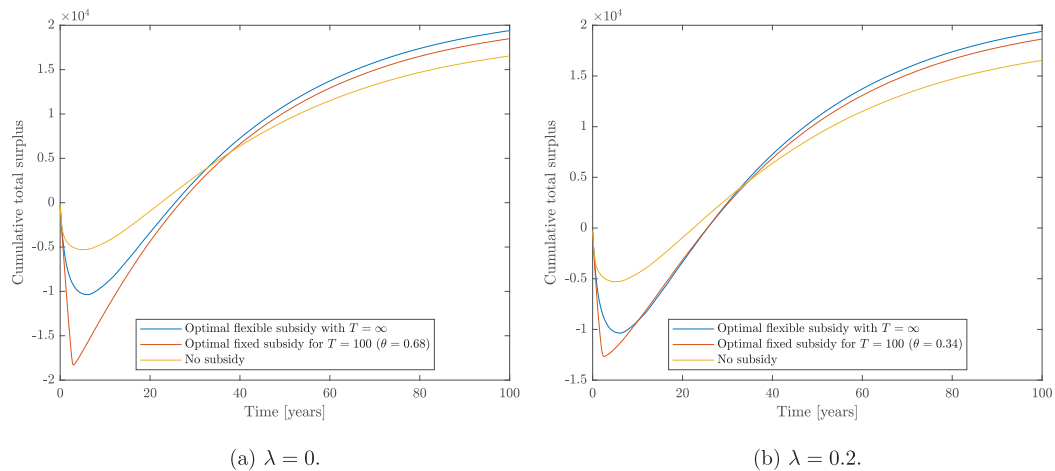 ×10⁴
2
1.5
1
0.5
0
-0.5
-1
-1.5
-2
0
20
40
60
80
100
Cumulative total surplus
Time [years]
Optimal flexible subsidy with T = ∞
Optimal fixed subsidy for T = 100 (θ = 0.68)
No subsidy
(a) λ = 0.
×10⁴
2
1.5
1
0.5
0
-0.5
-1
-1.5
0
20
40
60
80
100
Cumulative total surplus
Time [years]
Optimal flexible subsidy with T = ∞
Optimal fixed subsidy for T = 100 (θ = 0.34)
No subsidy
(b) λ = 0.2.